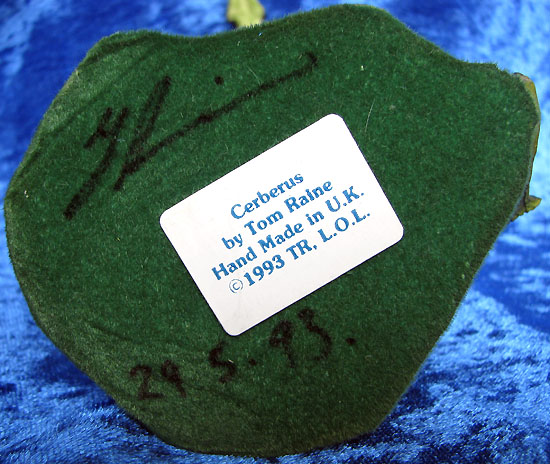 Cerberus
by Tom Raine
Hand Made in U.K.
©1993 TR, L.O.L.
29 5 - 93.